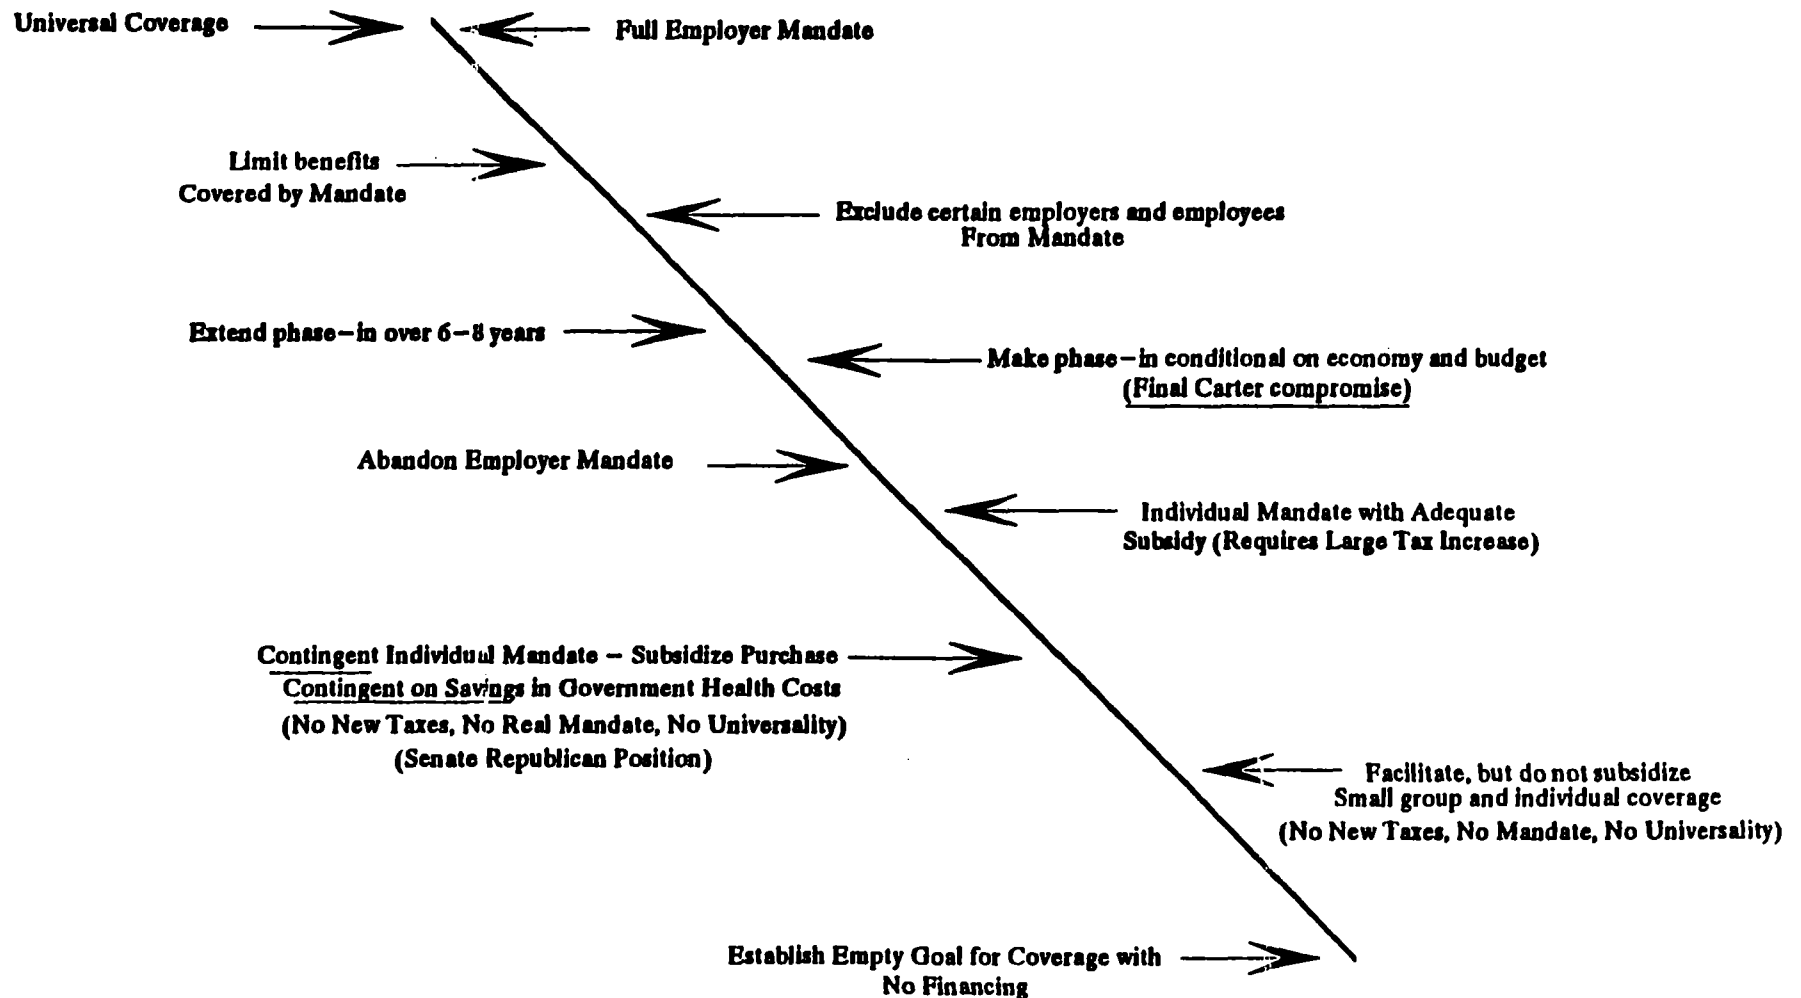 Universal Coverage
Full Employer Mandate
Limit benefits
Covered by Mandate
Exclude certain employers and employees
From Mandate
Extend phase-in over 6-8 years
Make phase-in conditional on economy and budget
(Final Carter compromise)
Abandon Employer Mandate
Individual Mandate with Adequate
Subsidy (Requires Large Tax Increase)
Contingent Individual Mandate - Subsidize Purchase
Contingent on Savings in Government Health Costs
(No New Taxes, No Real Mandate, No Universality)
(Senate Republican Position)
Facilitate, but do not subsidize
Small group and individual coverage
(No New Taxes, No Mandate, No Universality)
Establish Empty Goal for Coverage with
No Financing